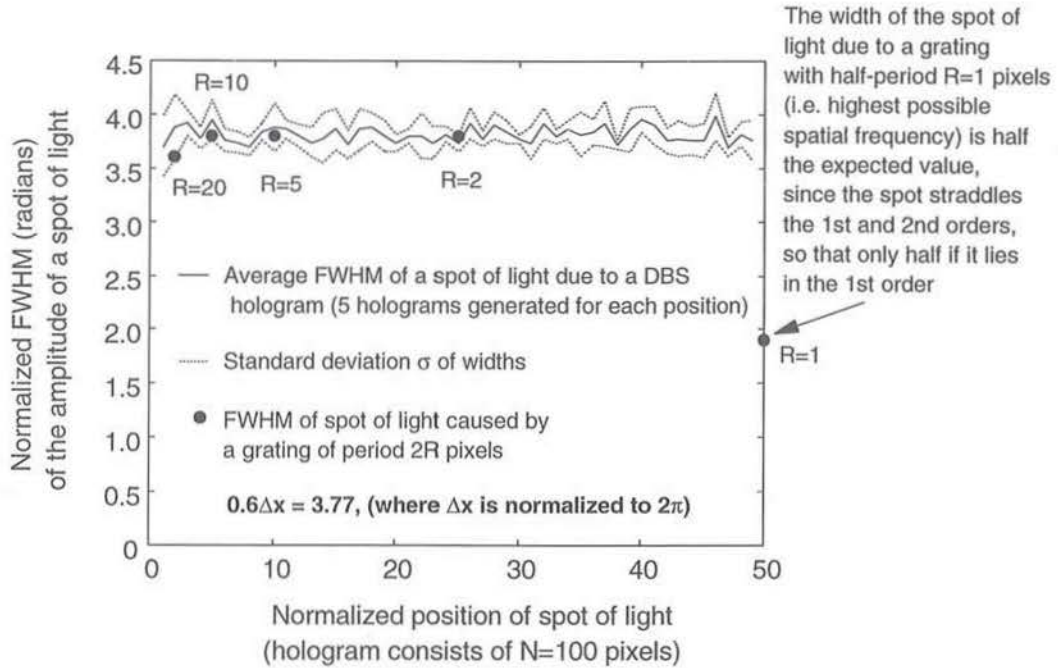 The width of the spot of
light due to a grating
with half-period R=1 pixels
(i.e. highest possible
spatial frequency) is half
the expected value,
since the spot straddles
the 1st and 2nd orders,
so that only half if it lies
in the 1st order
R=1
Normalized FWHM (radians)
of the amplitude of a spot of light
4.5
4.0
3.5
3.0
2.5
2.0
1.5
1.0
0.5
0
R=10
R=20
R=5
R=2
Average FWHM of a spot of light due to a DBS
hologram (5 holograms generated for each position)
Standard deviation σ of widths
FWHM of spot of light caused by
a grating of period 2R pixels
0.6Δx = 3.77, (where Δx is normalized to 2π)
0 10 20 30 40 50
Normalized position of spot of light
(hologram consists of N=100 pixels)